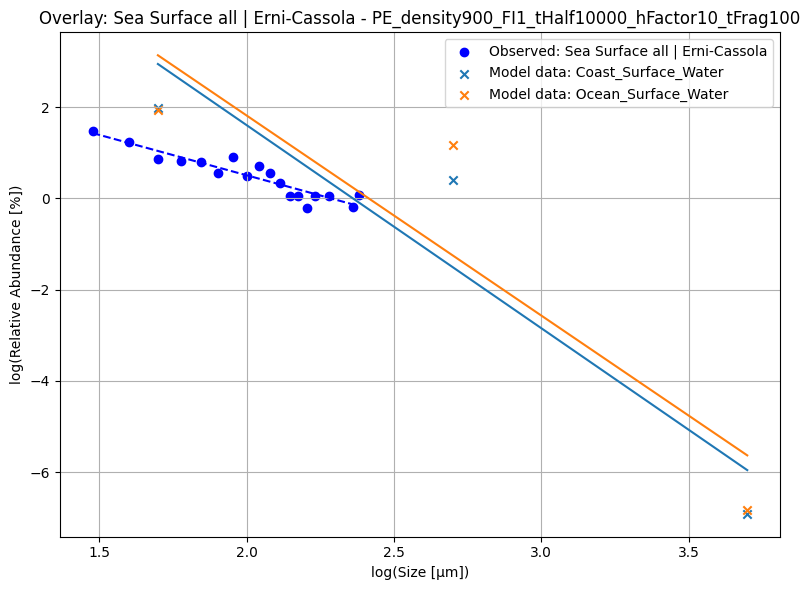 Overlay: Sea Surface all | Erni-Cassola - PE_density900_FI1_tHalf10000_hFactor10_tFrag100
Observed: Sea Surface all | Erni-Cassola
Model data: Coast_Surface_Water
Model data: Ocean_Surface_Water
log(Relative Abundance [%])
2
0
−2
−4
−6
1.5 2.0 2.5 3.0 3.5
log(Size [µm])